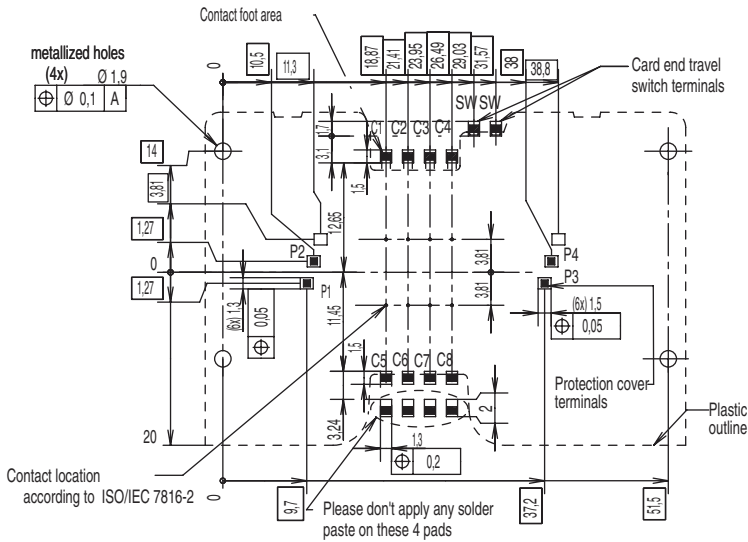 Contact foot area
metallized holes
(4x) Ø 1,9
⌖ Ø 0,1 A
0
10,5
11,3
18,87
21,41
23,95
26,49
29,03
31,57
38
38,8
Card end travel
switch terminals
SW SW
C1 C2 C3 C4
1,7
3,1
1,5
14
3,81
1,27
0
1,27
20
12,65
11,45
3,24
3,81
3,81
P2
P1
P4
P3
(6x) 1,3
0,05
⌖
(6x) 1,5
⌖ 0,05
1,5
C5 C6 C7 C8
2
1,3
⌖ 0,2
Protection cover
terminals
Plastic
outline
Contact location
according to ISO/IEC 7816-2
0
9,7
Please don't apply any solder
paste on these 4 pads
37,2
51,5